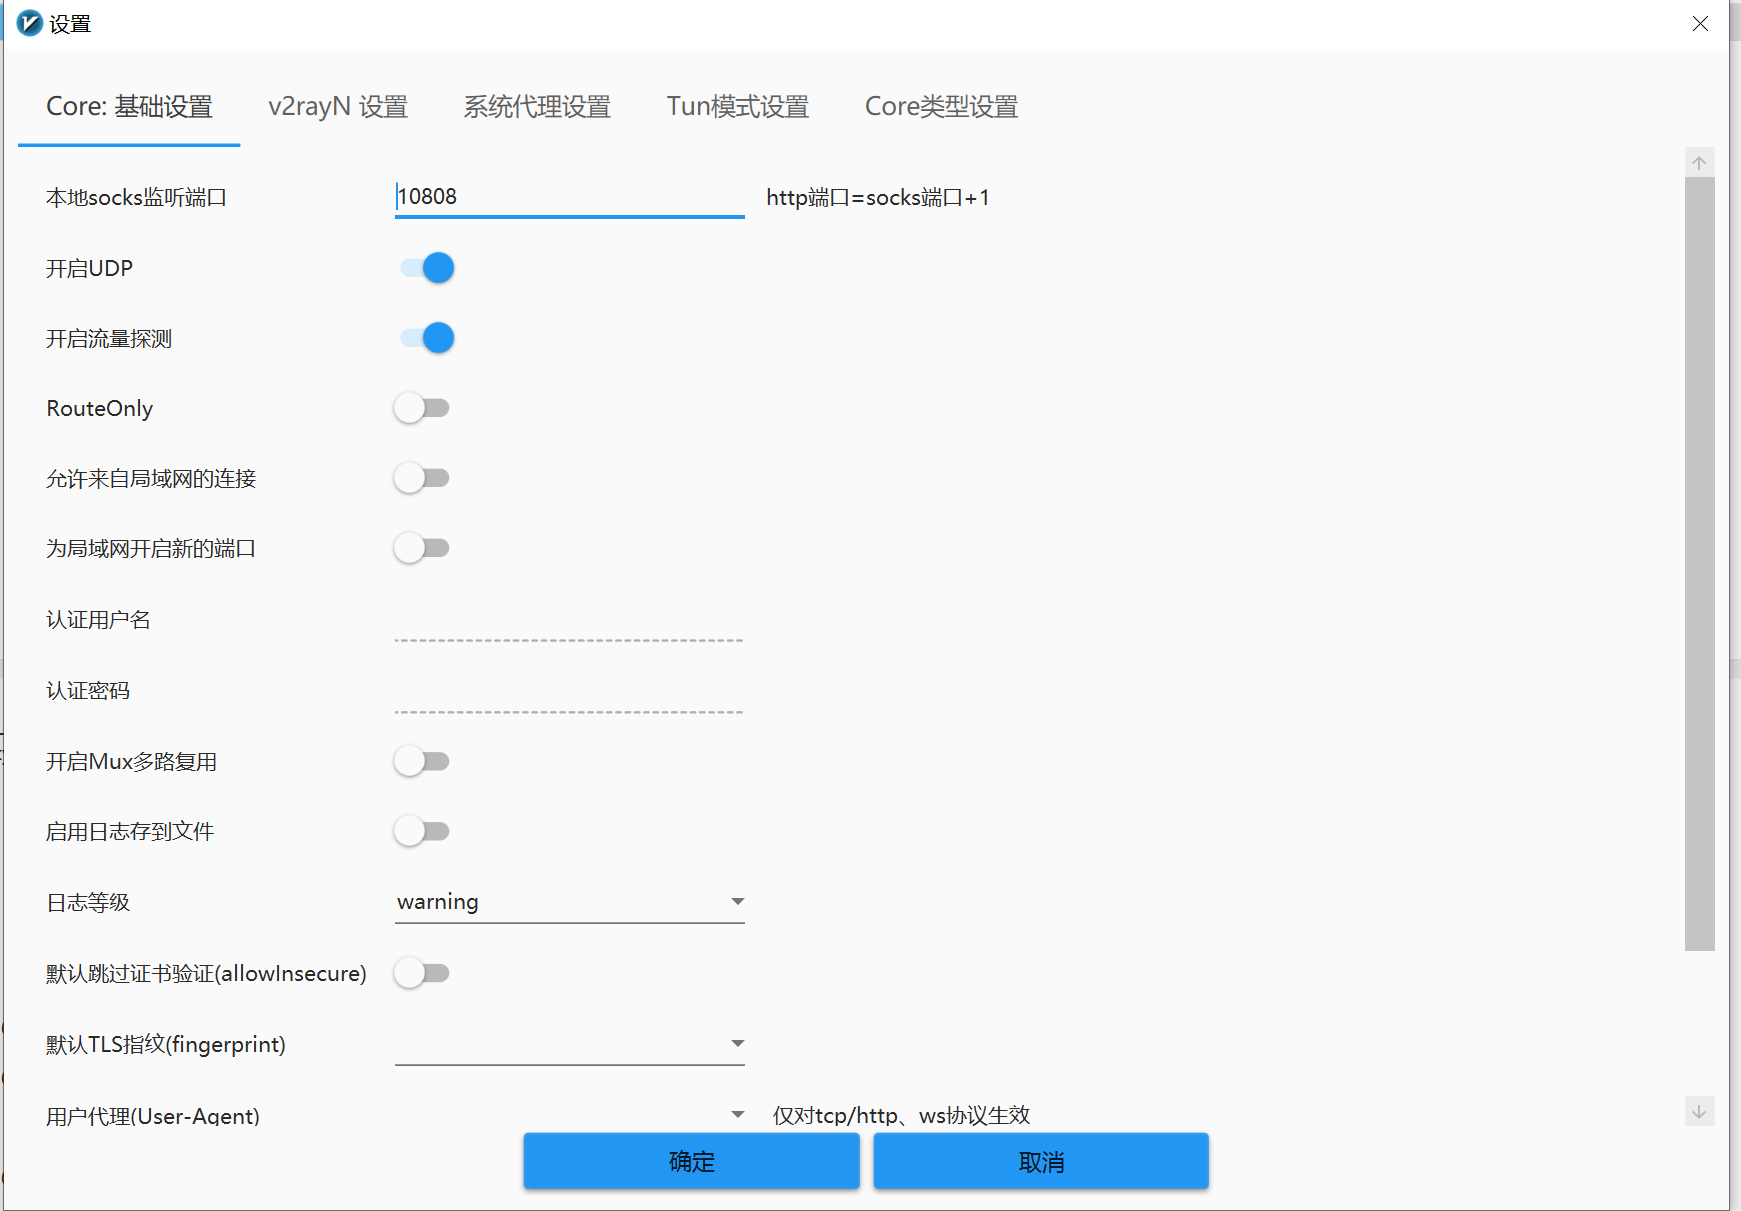 设置
Core: 基础设置 v2rayN 设置 系统代理设置 Tun模式设置 Core类型设置
本地socks监听端口 10808 http端口=socks端口+1
开启UDP
开启流量探测
RouteOnly
允许来自局域网的连接
为局域网开启新的端口
认证用户名
认证密码
开启Mux多路复用
启用日志存到文件
日志等级 warning
默认跳过证书验证(allowInsecure)
默认TLS指纹(fingerprint)
用户代理(User-Agent) 仅对tcp/http、ws协议生效
确定 取消